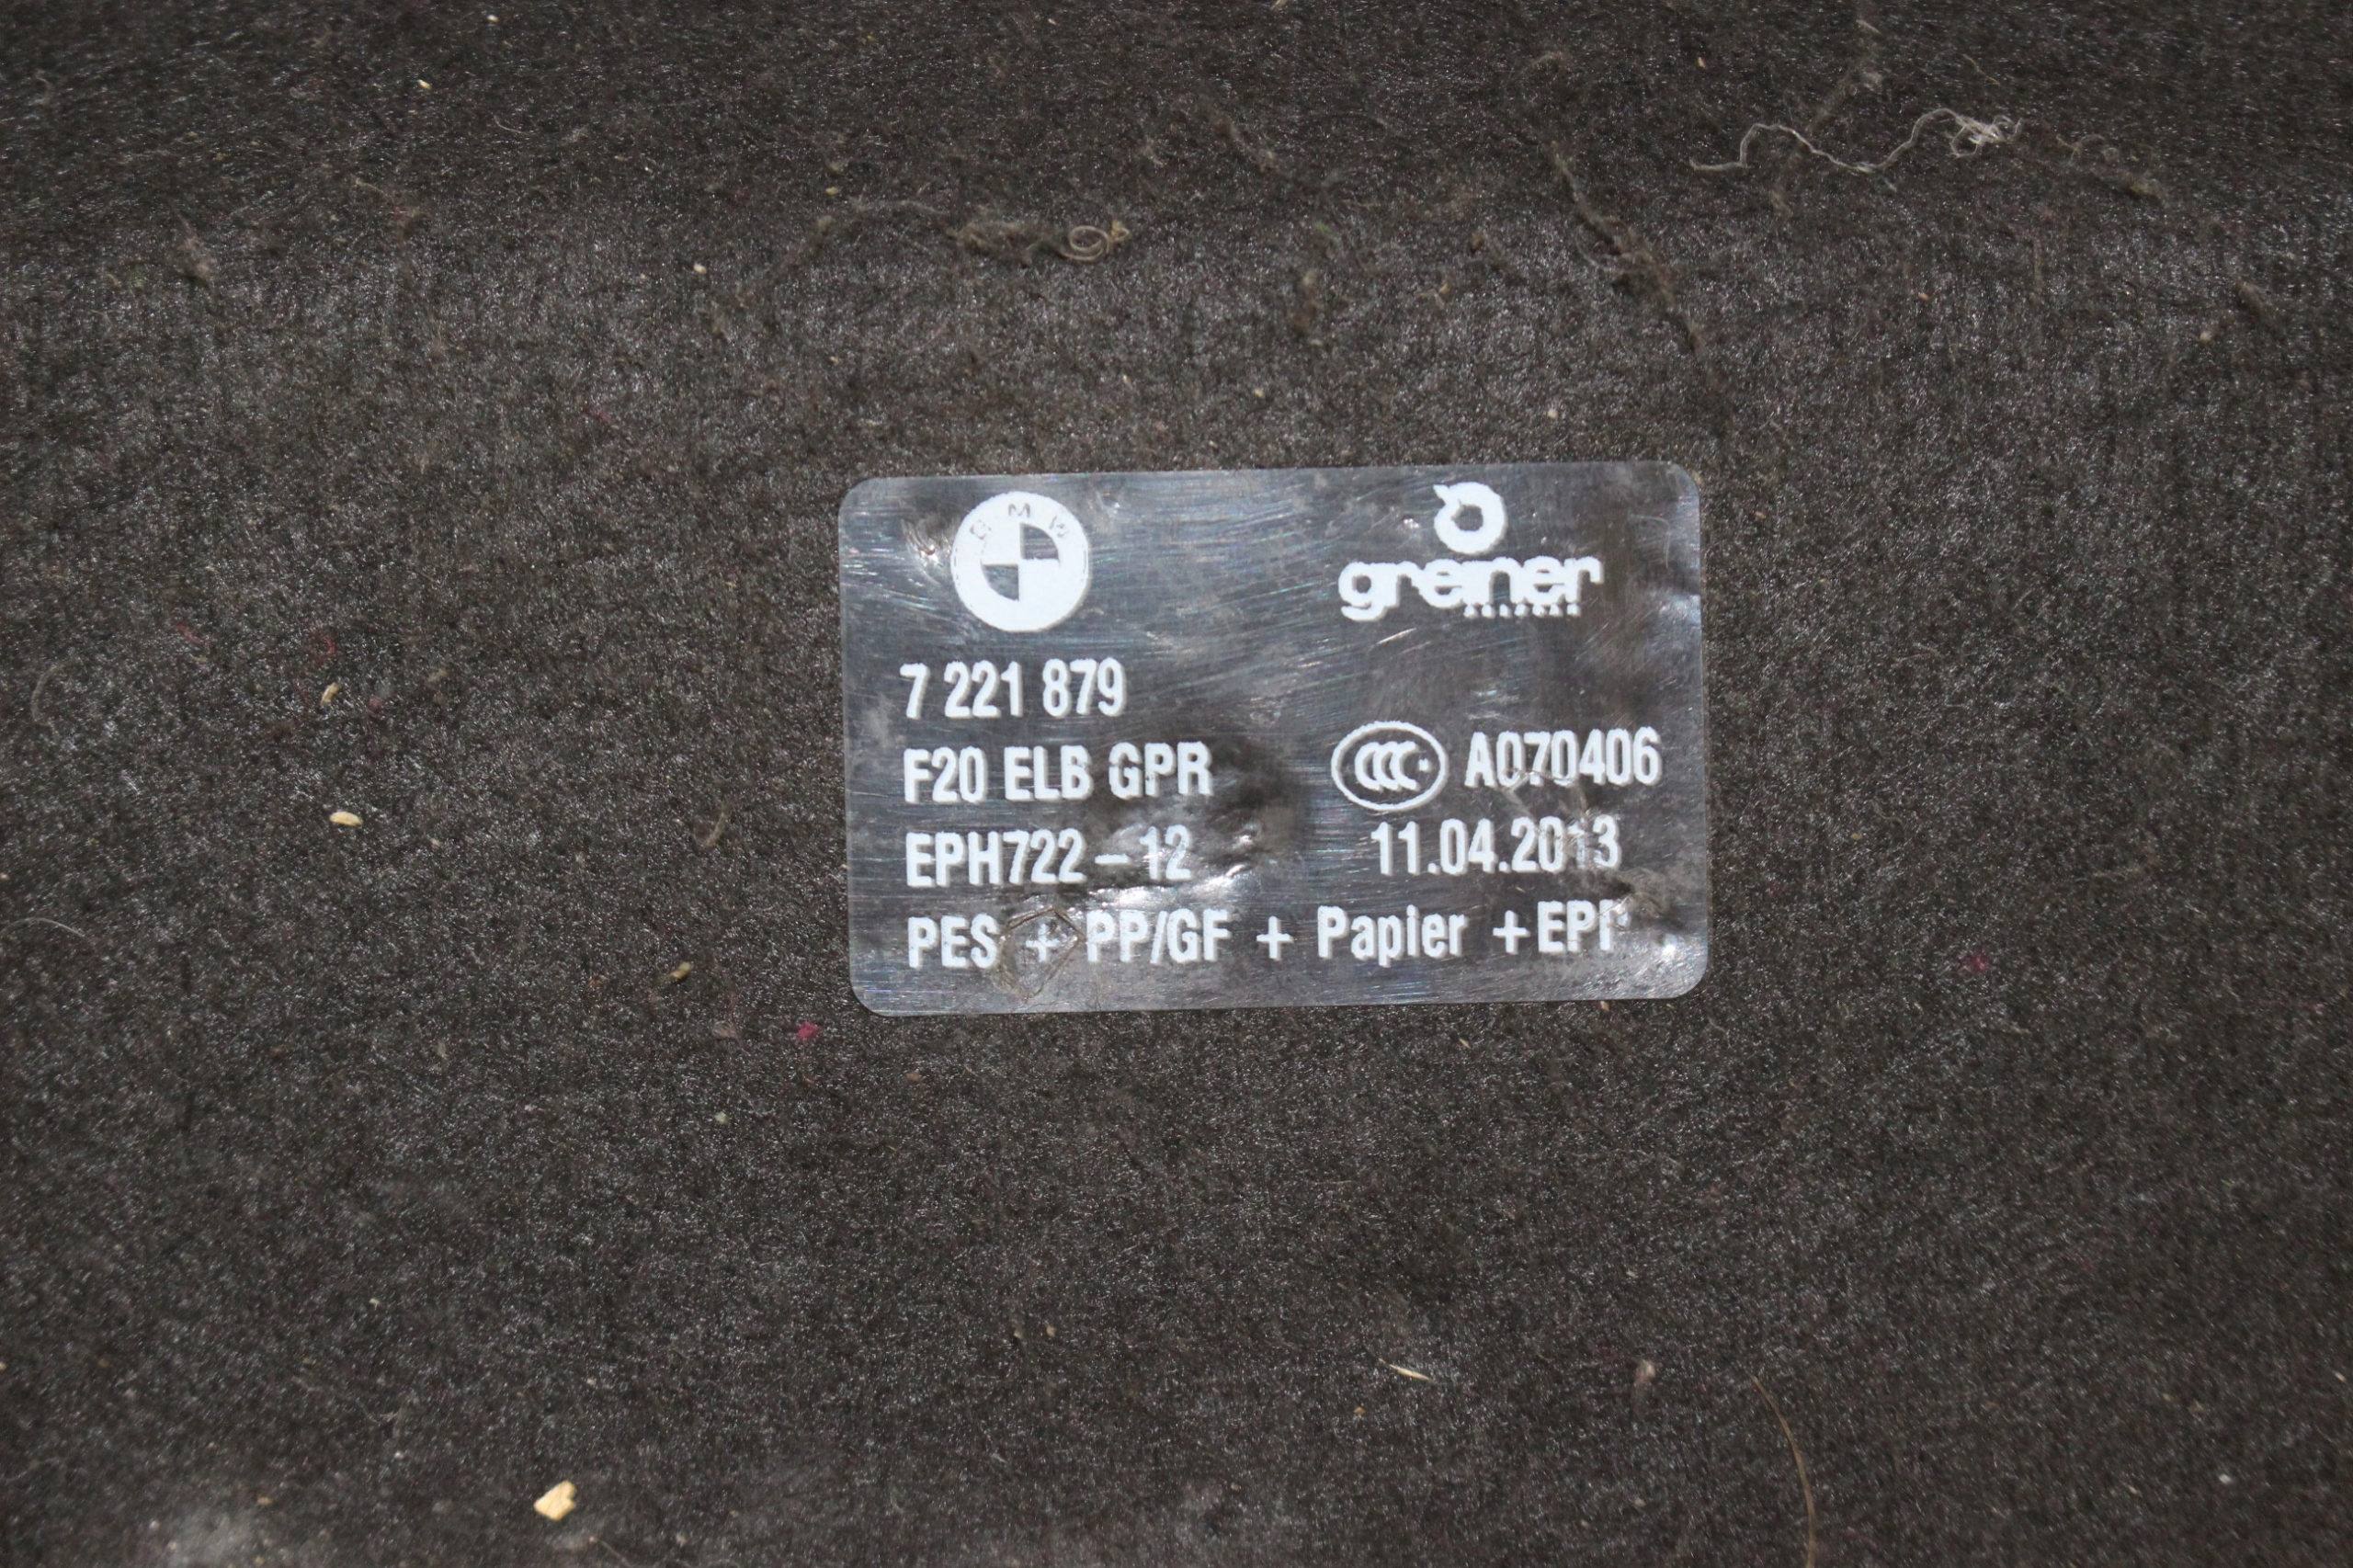 BMW
greiner
7 221 879
F20 ELB GPR
CCC A070406
EPH722 - 12
11.04.2013
PES + PP/GF + Papier + EPP